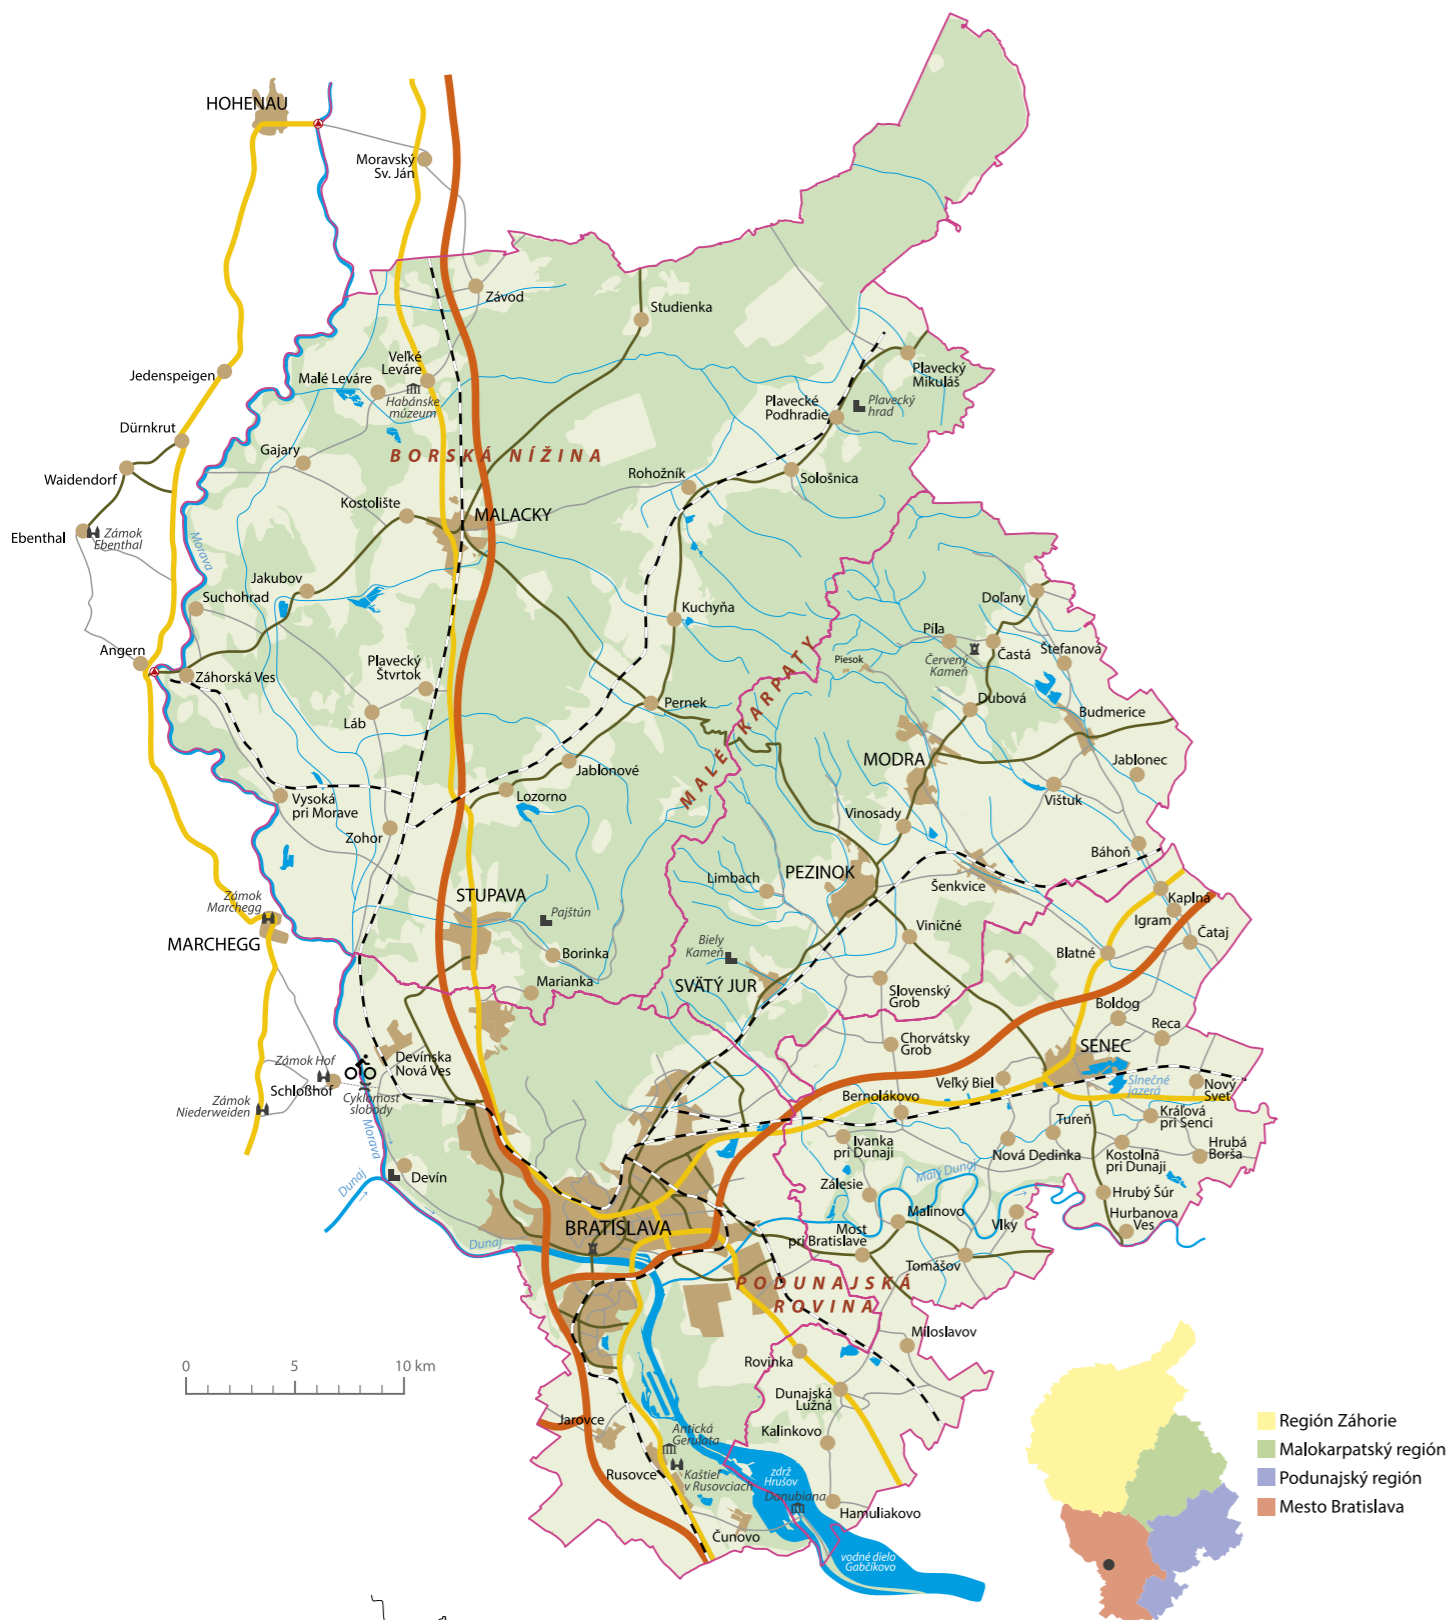 HOHENAU
Moravský
Sv. Ján
Závod
Studienka
Jedenspeigen
Malé Leváre
Veľké
Leváre
Habánske
múzeum
Plavecký
Mikuláš
Plavecké
Podhradie
Plavecký
hrad
Dürnkrut
Waidendorf
Gajary
BORSKÁ NÍŽINA
Rohožník
Sološnica
Kostolište
MALACKY
Ebenthal
Zámok
Ebenthal
Morava
Jakubov
Suchohrad
Kuchyňa
Doľany
Píla
Častá
Štefanová
Červený
Kameň
Piesok
Angern
Záhorská Ves
Plavecký
Štvrtok
Láb
Pernek
MALÉ KARPATY
Dubová
Budmerice
MODRA
Jablonec
Jablonové
Lozorno
Vištuk
Vysoká
pri Morave
Zohor
Vinosady
Báhoň
Limbach
PEZINOK
Šenkvice
Kaplná
Igram
Čataj
Zámok
Marchegg
MARCHEGG
STUPAVA
Pajštún
Borinka
Marianka
Biely
Kameň
SVÄTÝ JUR
Viničné
Blatné
Slovenský
Grob
Boldog
Reca
Chorvátsky
Grob
SENEC
Zámok Hof
Schloßhof
Devínska
Nová Ves
Cyklomost
slobody
Zámok
Niederweiden
Veľký Biel
Slnečné
jazerá
Nový
Svet
Bernolákovo
Tureň
Kráľová
pri Senci
Morava
Ivanka
pri Dunaji
Nová Dedinka
Kostolná
pri Dunaji
Hrubá
Borša
Dunaj
Devín
Zálesie
Malý Dunaj
Hrubý Šúr
Malinovo
Vlky
Hurbanova
Ves
BRATISLAVA
Dunaj
Most
pri Bratislave
Tomášov
PODUNAJSKÁ
ROVINA
Miloslavov
Rovinka
0 5 10 km
Dunajská
Lužná
Jarovce
Antická
Gerulata
Kalinkovo
Rusovce
Kaštieľ
v Rusovciach
zdrž
Hrušov
Danubiana
Hamuliakovo
Čunovo
vodné dielo
Gabčíkovo
Región Záhorie
Malokarpatský región
Podunajský región
Mesto Bratislava